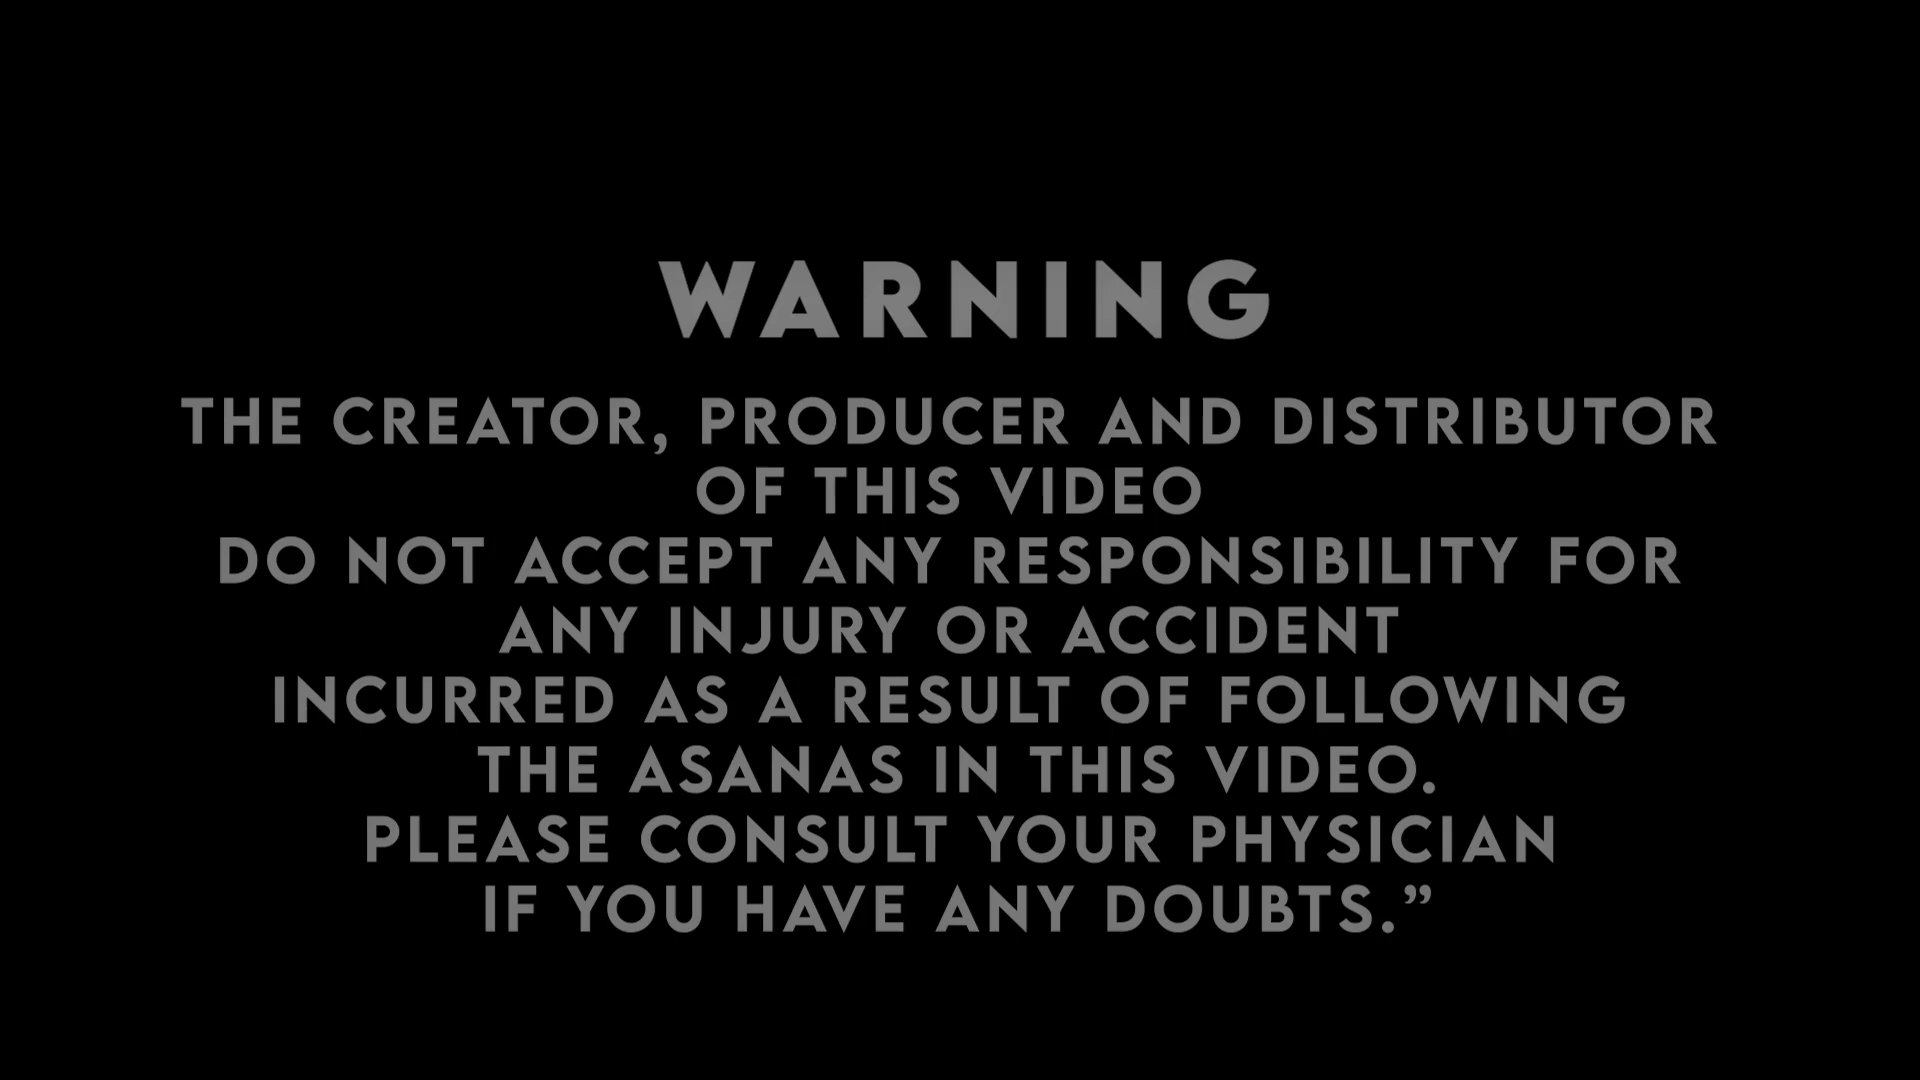 WARNING
THE CREATOR, PRODUCER AND DISTRIBUTOR
OF THIS VIDEO
DO NOT ACCEPT ANY RESPONSIBILITY FOR
ANY INJURY OR ACCIDENT
INCURRED AS A RESULT OF FOLLOWING
THE ASANAS IN THIS VIDEO.
PLEASE CONSULT YOUR PHYSICIAN
IF YOU HAVE ANY DOUBTS.”